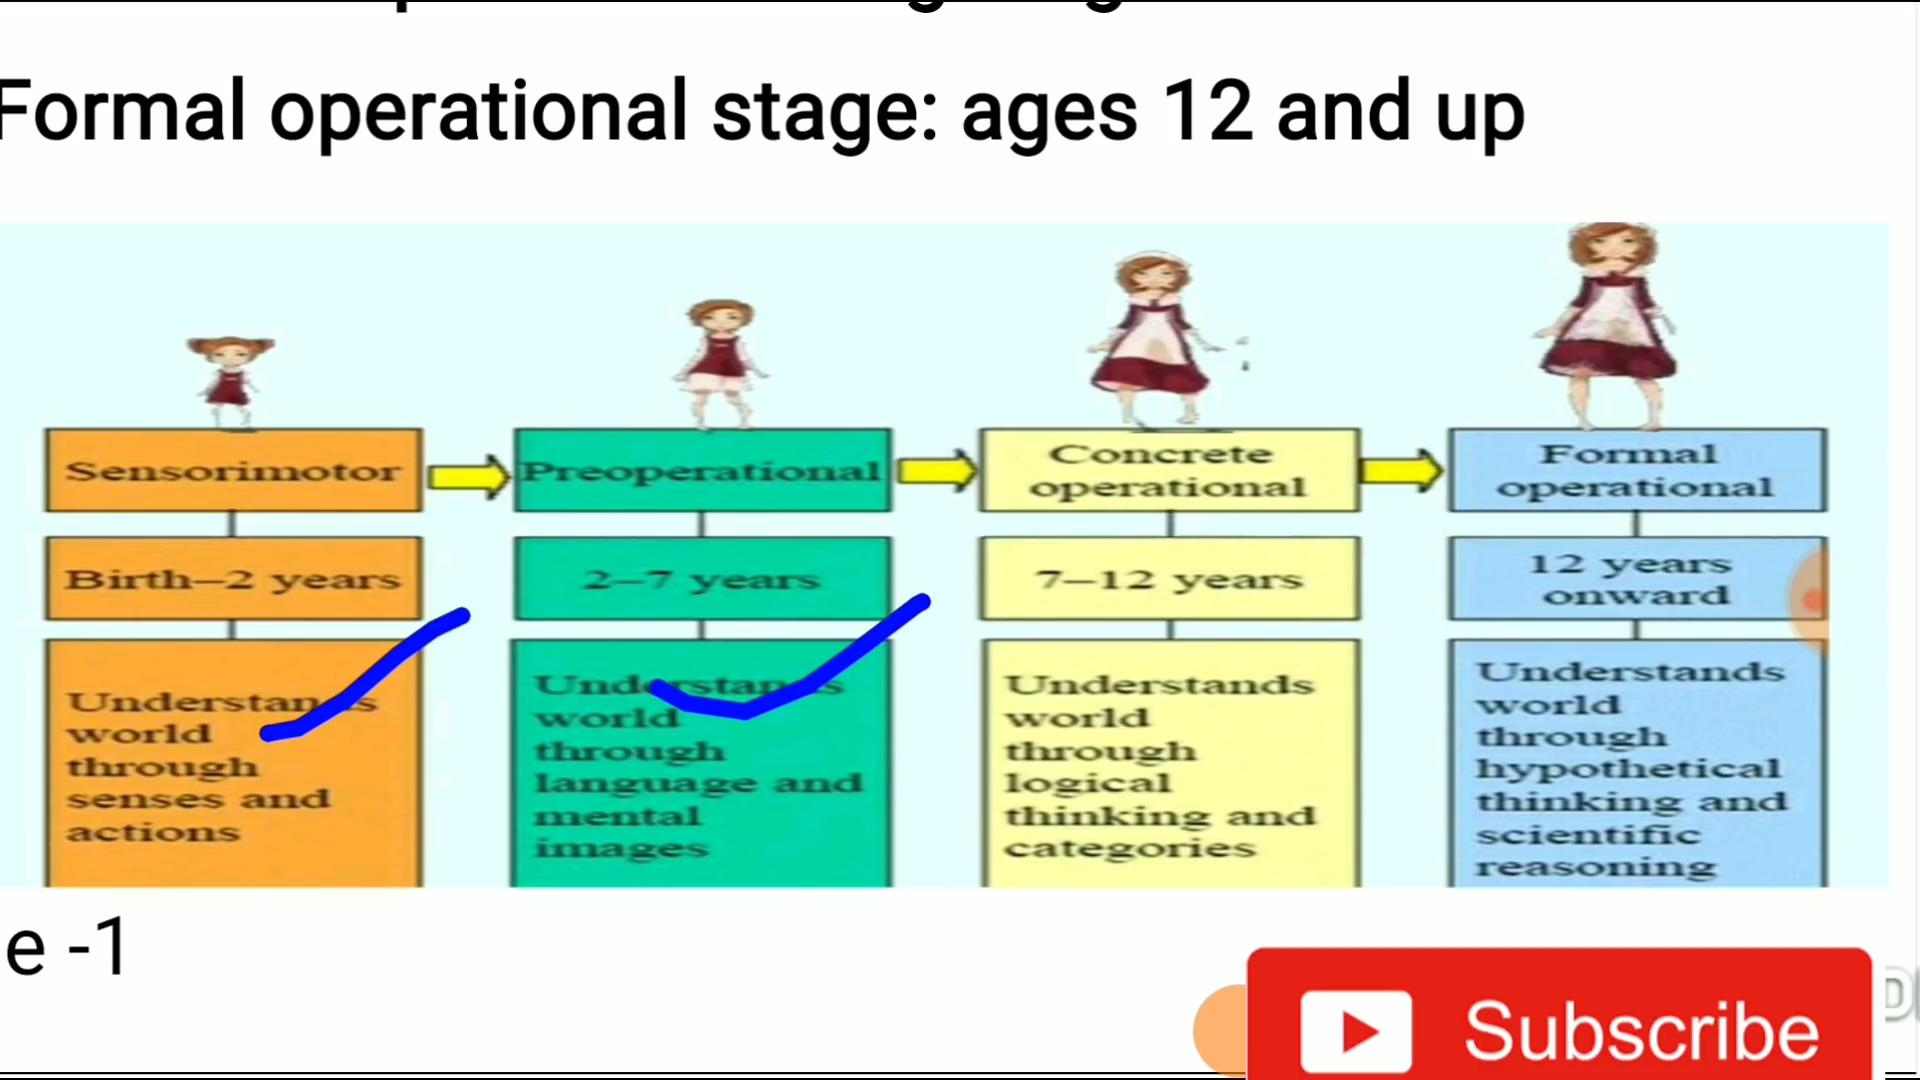 Formal operational stage: ages 12 and up
Sensorimotor
Preoperational
Concrete
operational
Formal
operational
Birth–2 years
2–7 years
7–12 years
12 years
onward
Understands
world
through
senses and
actions
Understands
world
through
language and
mental
images
Understands
world
through
logical
thinking and
categories
Understands
world
through
hypothetical
thinking and
scientific
reasoning
e -1
Subscribe